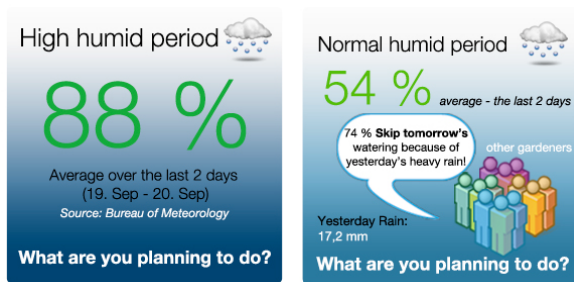 High humid period
88 %
Average over the last 2 days
(19. Sep - 20. Sep)
Source: Bureau of Meteorology
What are you planning to do?
Normal humid period
54 % average - the last 2 days
74 % Skip tomorrow's
watering because of
yesterday's heavy rain!
other gardeners
Yesterday Rain:
17,2 mm
What are you planning to do?